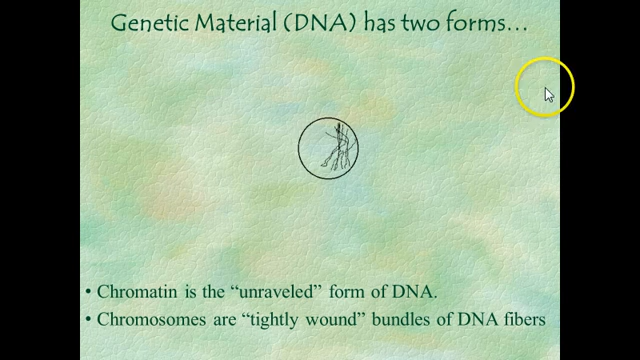 Genetic Material (DNA) has two forms…
• Chromatin is the “unraveled” form of DNA.
• Chromosomes are “tightly wound” bundles of DNA fibers